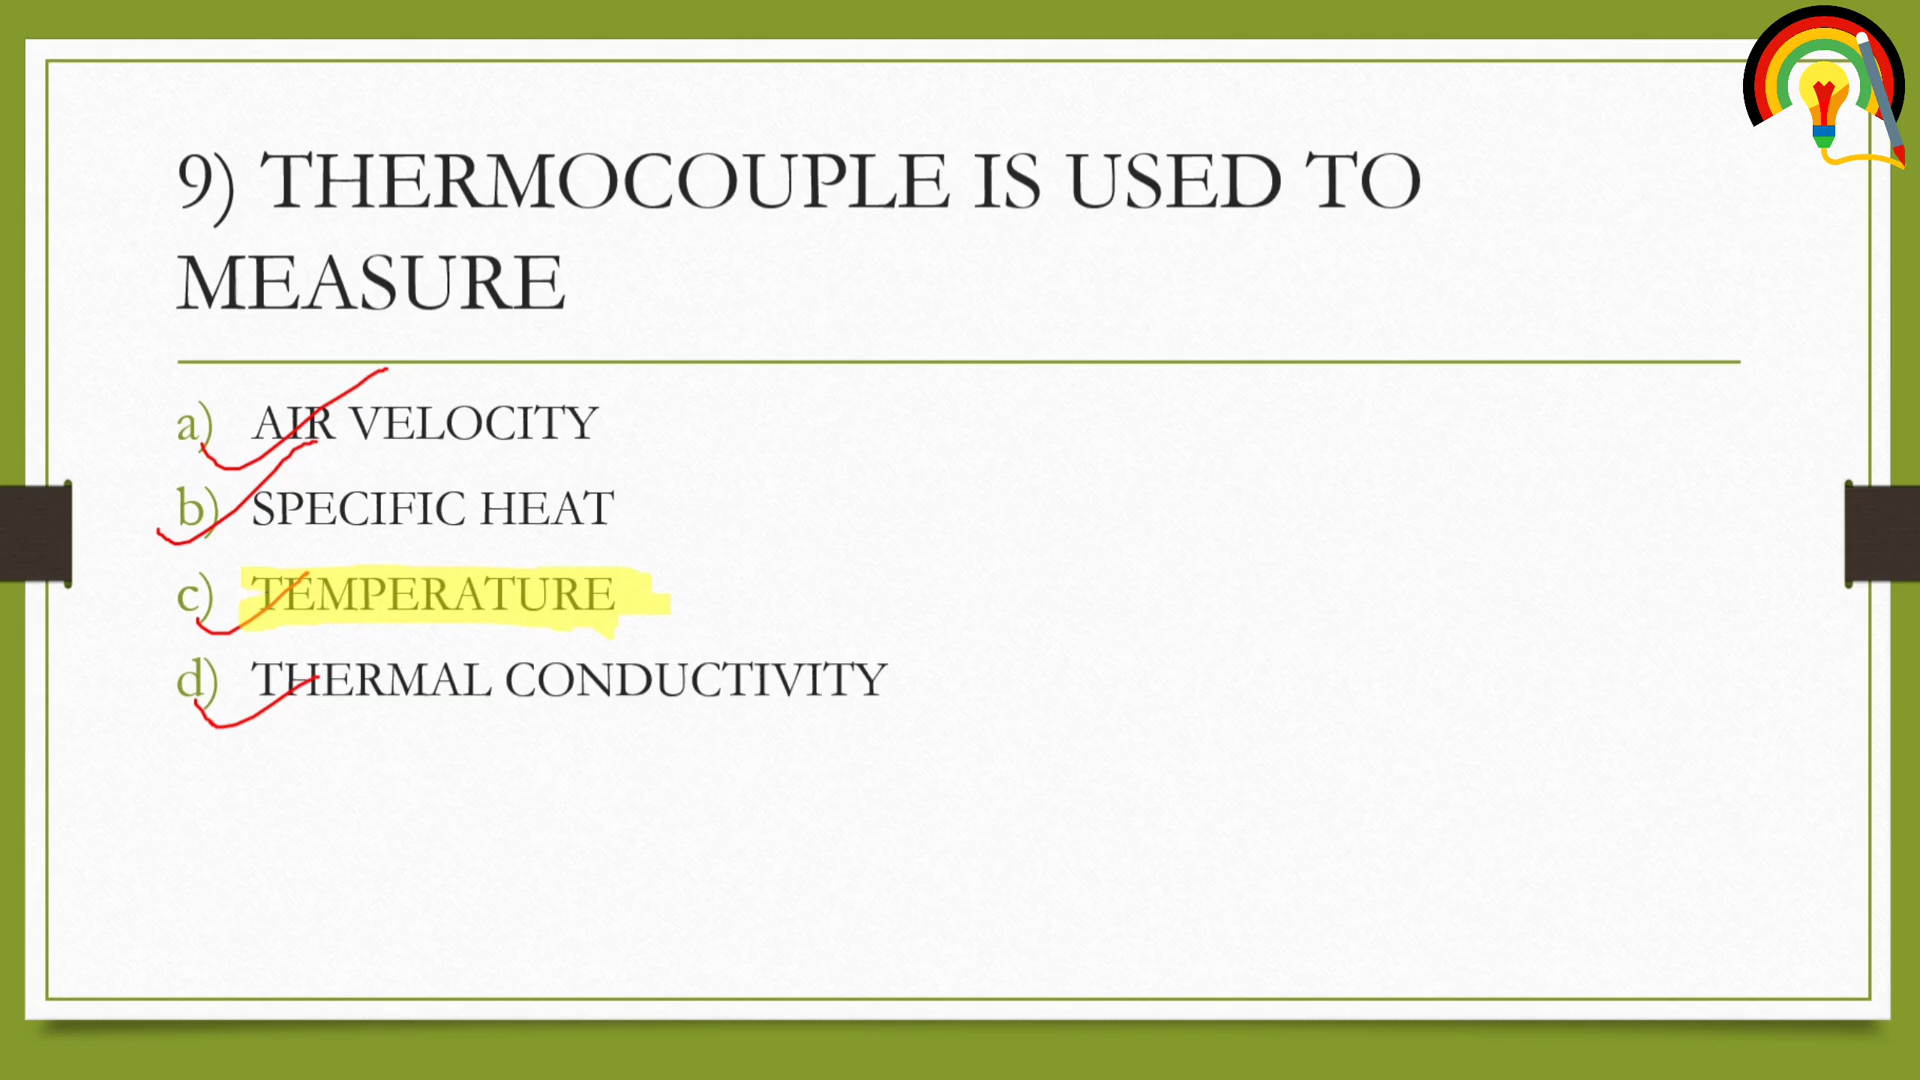 9) THERMOCOUPLE IS USED TO
MEASURE
a) AIR VELOCITY
b) SPECIFIC HEAT
c) TEMPERATURE
d) THERMAL CONDUCTIVITY